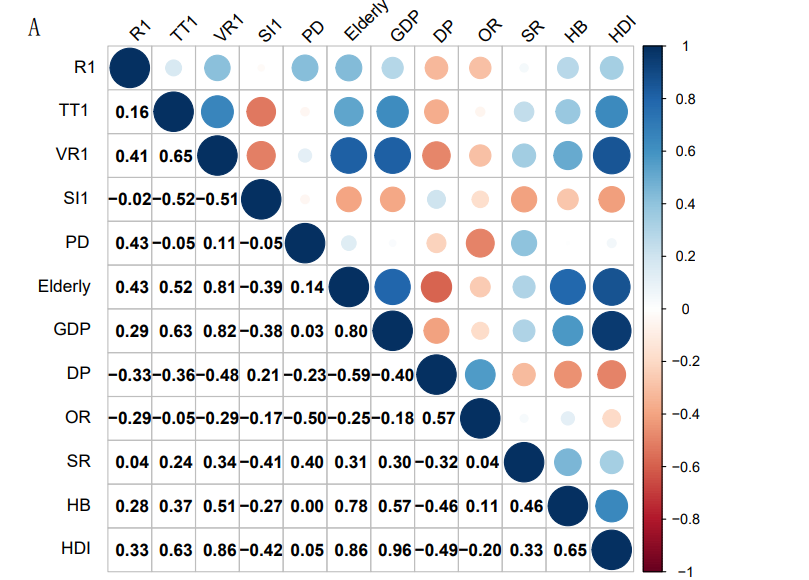 A
R1 TT1 VR1 SI1 PD Elderly GDP DP OR SR HB HDI
R1
TT1 0.16
VR1 0.41 0.65
SI1 −0.02 −0.52 −0.51
PD 0.43 −0.05 0.11 −0.05
Elderly 0.43 0.52 0.81 −0.39 0.14
GDP 0.29 0.63 0.82 −0.38 0.03 0.80
DP −0.33 −0.36 −0.48 0.21 −0.23 −0.59 −0.40
OR −0.29 −0.05 −0.29 −0.17 −0.50 −0.25 −0.18 0.57
SR 0.04 0.24 0.34 −0.41 0.40 0.31 0.30 −0.32 0.04
HB 0.28 0.37 0.51 −0.27 0.00 0.78 0.57 −0.46 0.11 0.46
HDI 0.33 0.63 0.86 −0.42 0.05 0.86 0.96 −0.49 −0.20 0.33 0.65
1
0.8
0.6
0.4
0.2
0
−0.2
−0.4
−0.6
−0.8
−1